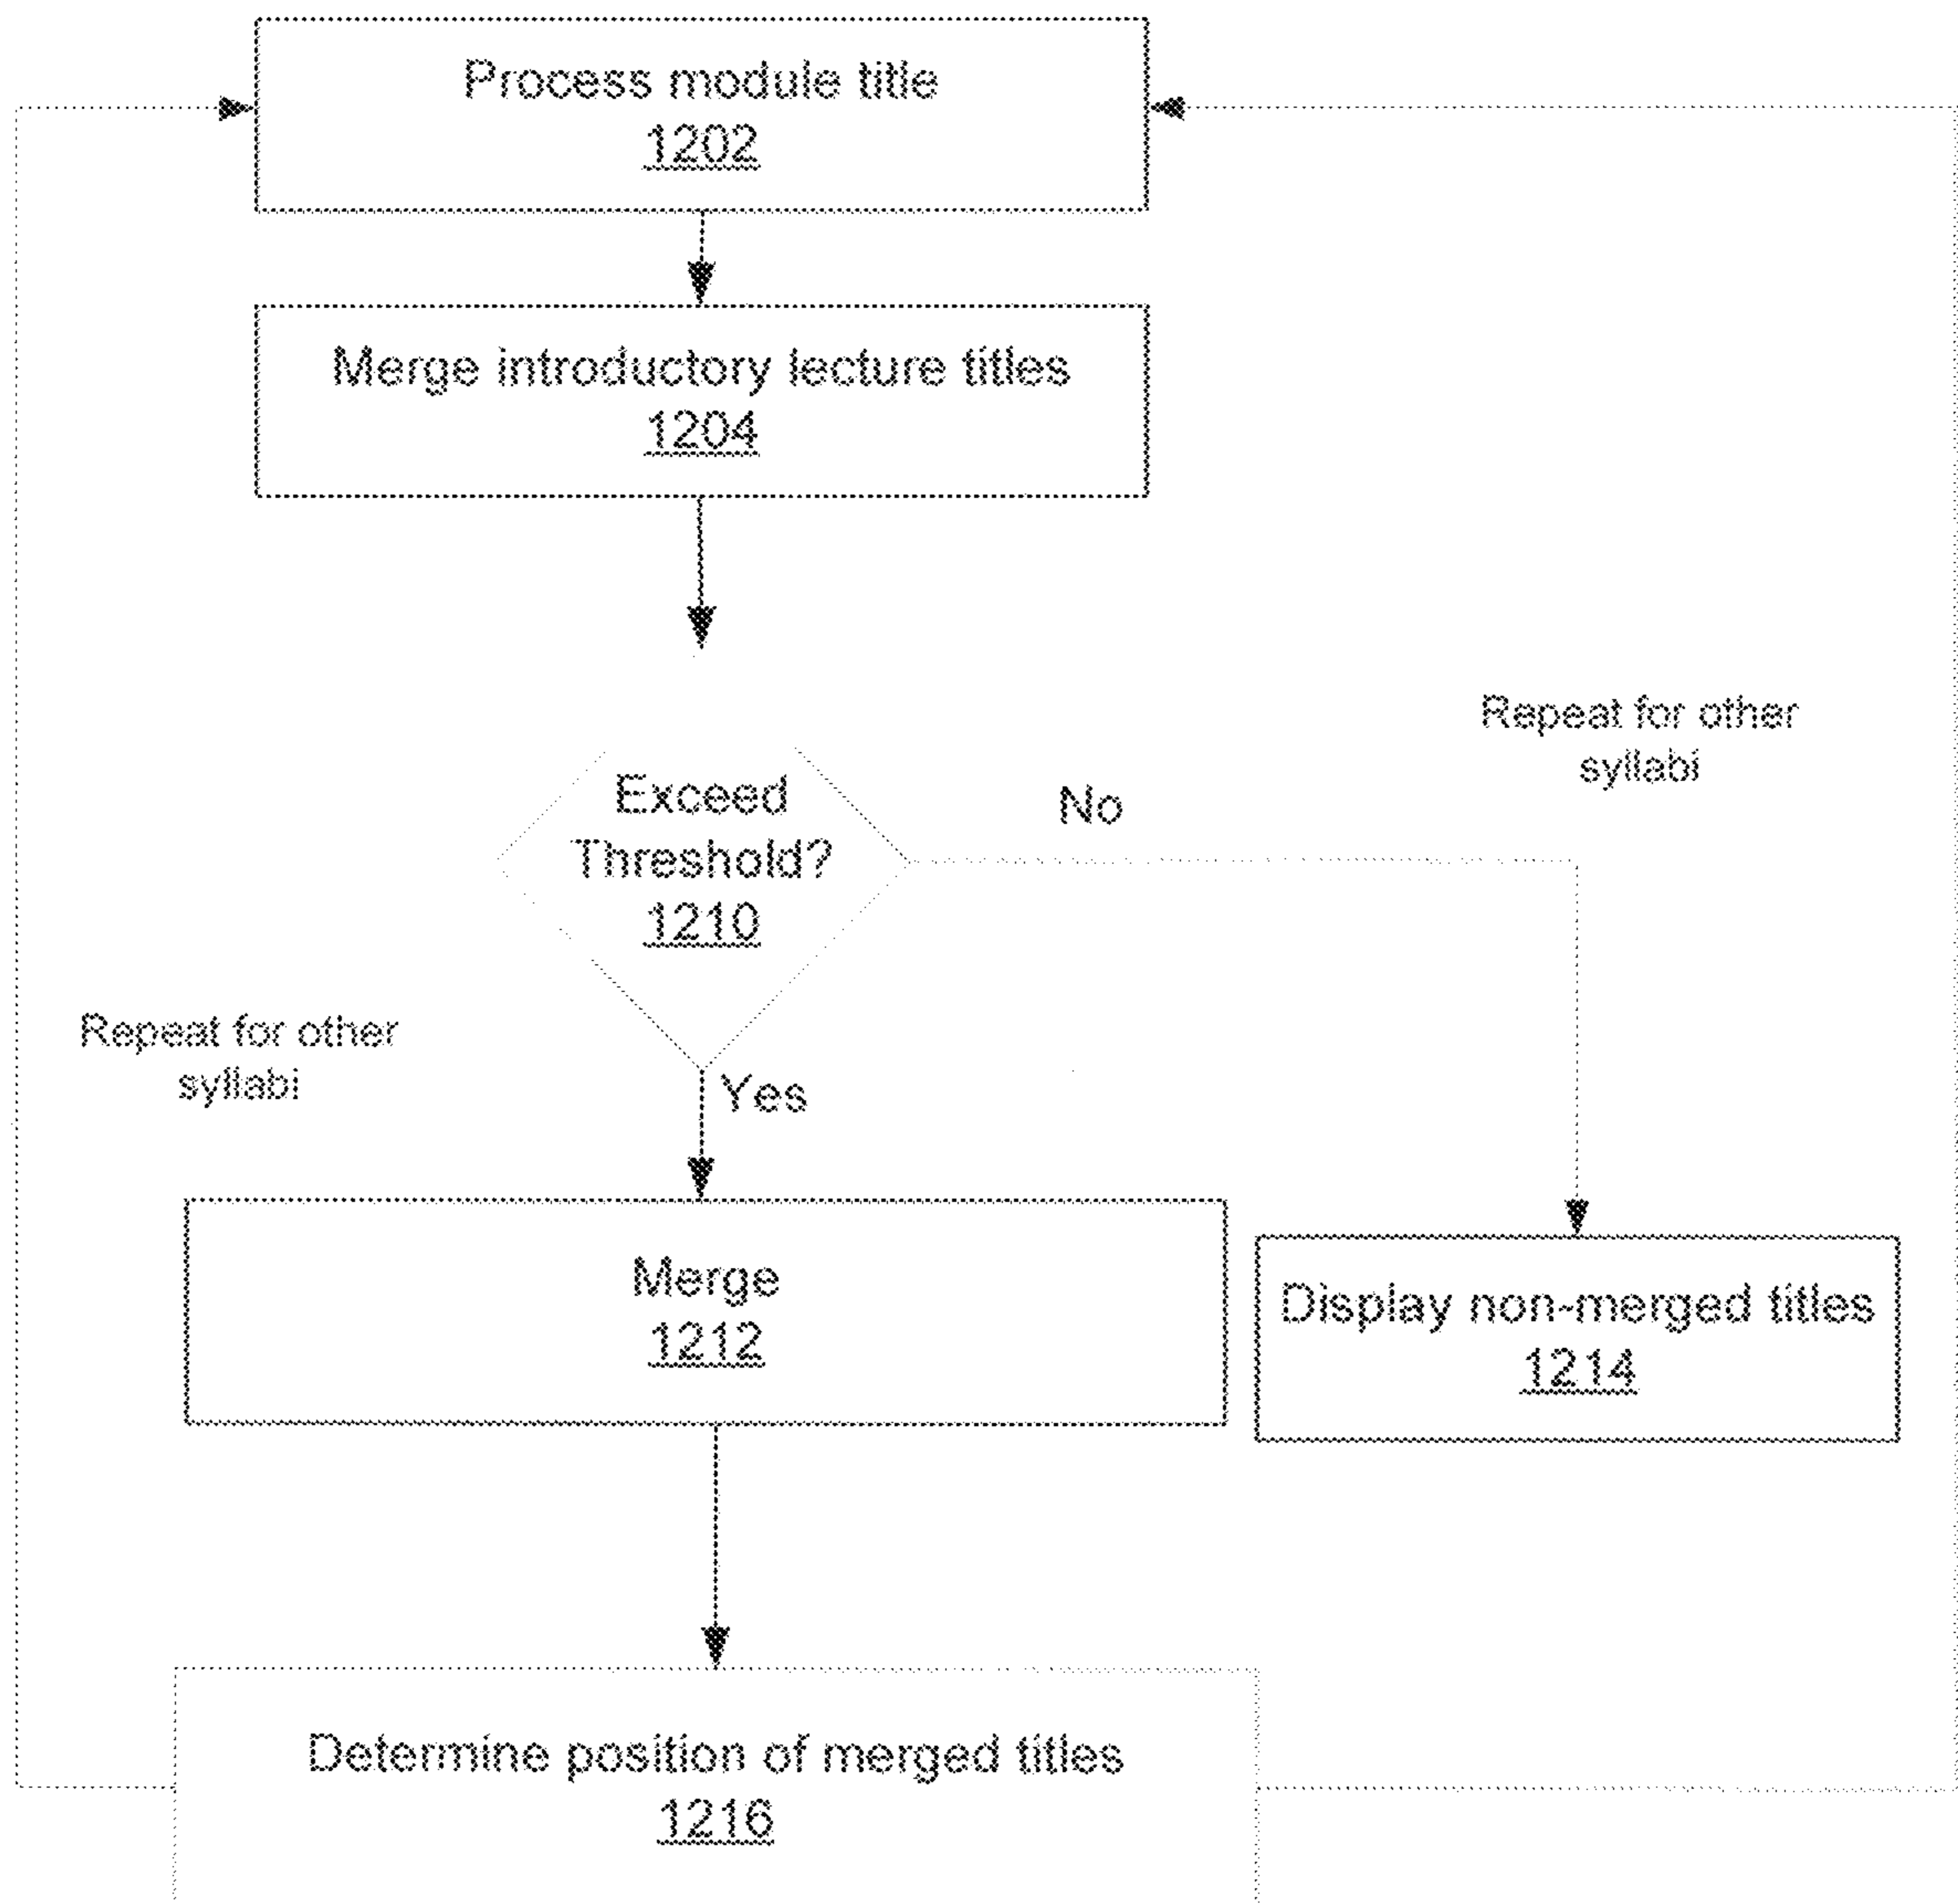 Process module title
1202
Merge introductory lecture titles
1204
Exceed
Threshold?
1210
No
Repeat for other
syllabi
Repeat for other
syllabi
Yes
Merge
1212
Display non-merged titles
1214
Determine position of merged titles
1216